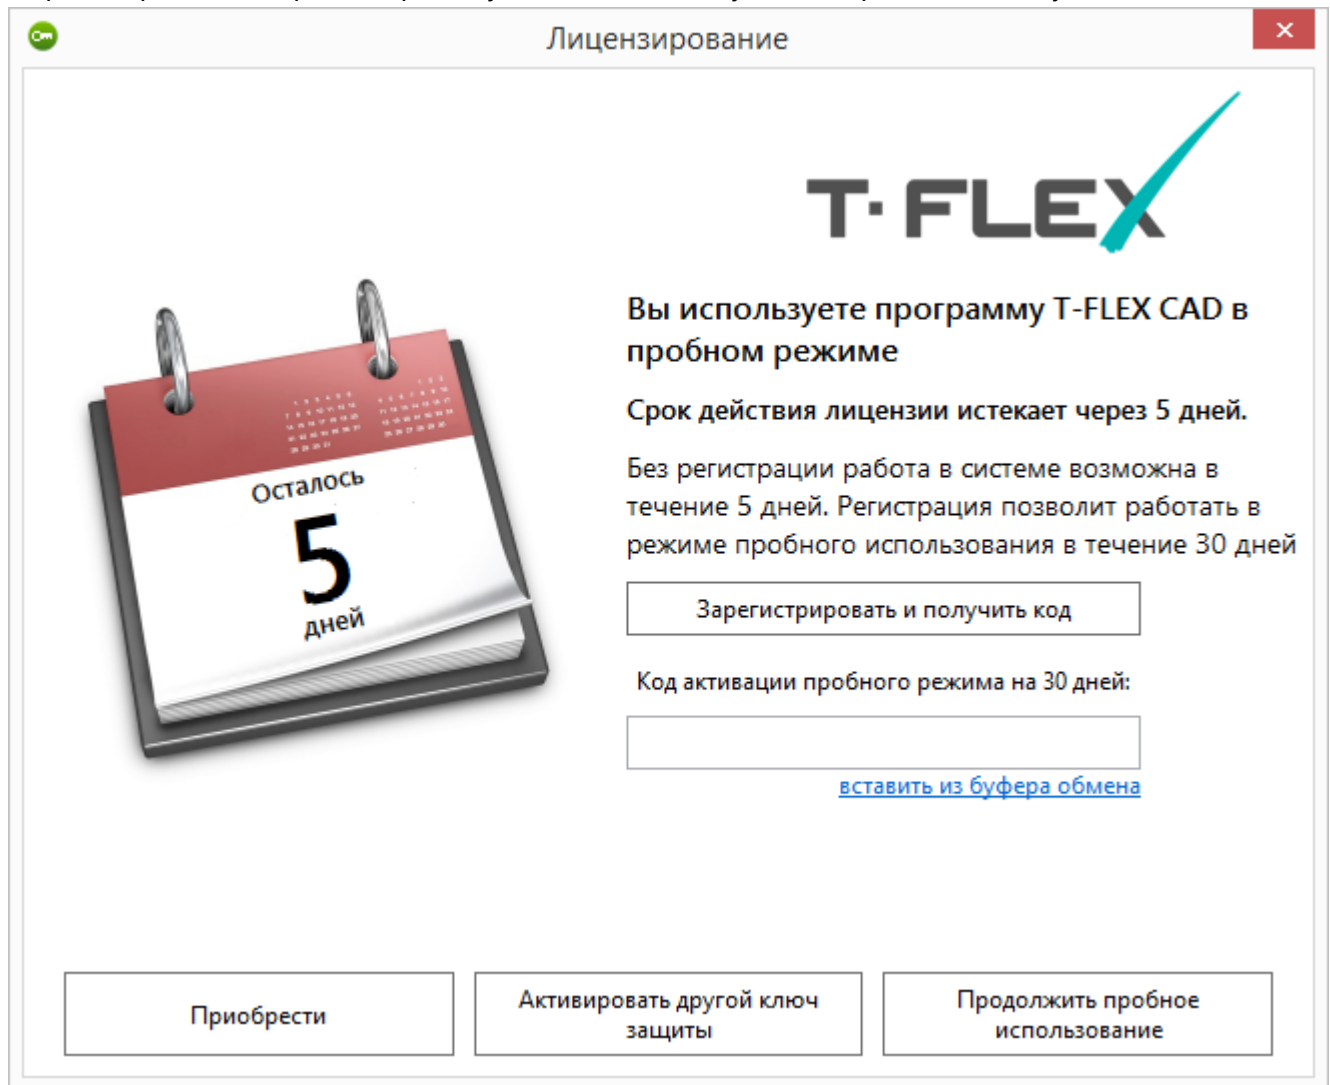 Лицензирование
T·FLEX
Вы используете программу T-FLEX CAD в
пробном режиме
Срок действия лицензии истекает через 5 дней.
Без регистрации работа в системе возможна в
течение 5 дней. Регистрация позволит работать в
режиме пробного использования в течение 30 дней
Осталось
5
дней
Зарегистрировать и получить код
Код активации пробного режима на 30 дней:
вставить из буфера обмена
Приобрести
Активировать другой ключ
защиты
Продолжить пробное
использование